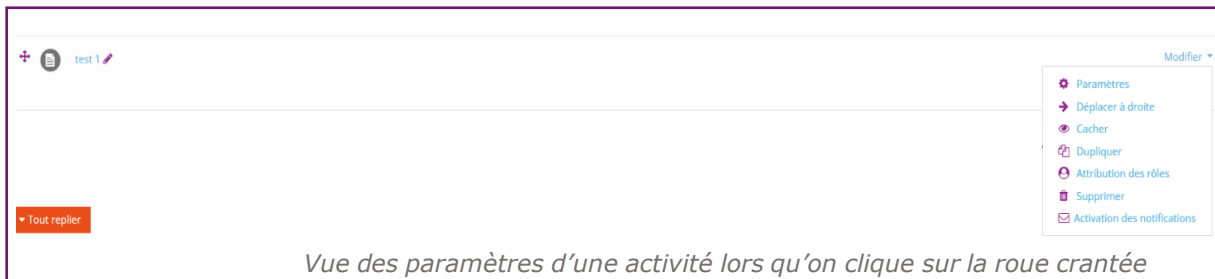 test 1
Modifier
Paramètres
Déplacer à droite
Cacher
Dupliquer
Attribution des rôles
Supprimer
Activation des notifications
Tout replier
Vue des paramètres d'une activité lors qu'on clique sur la roue crantée